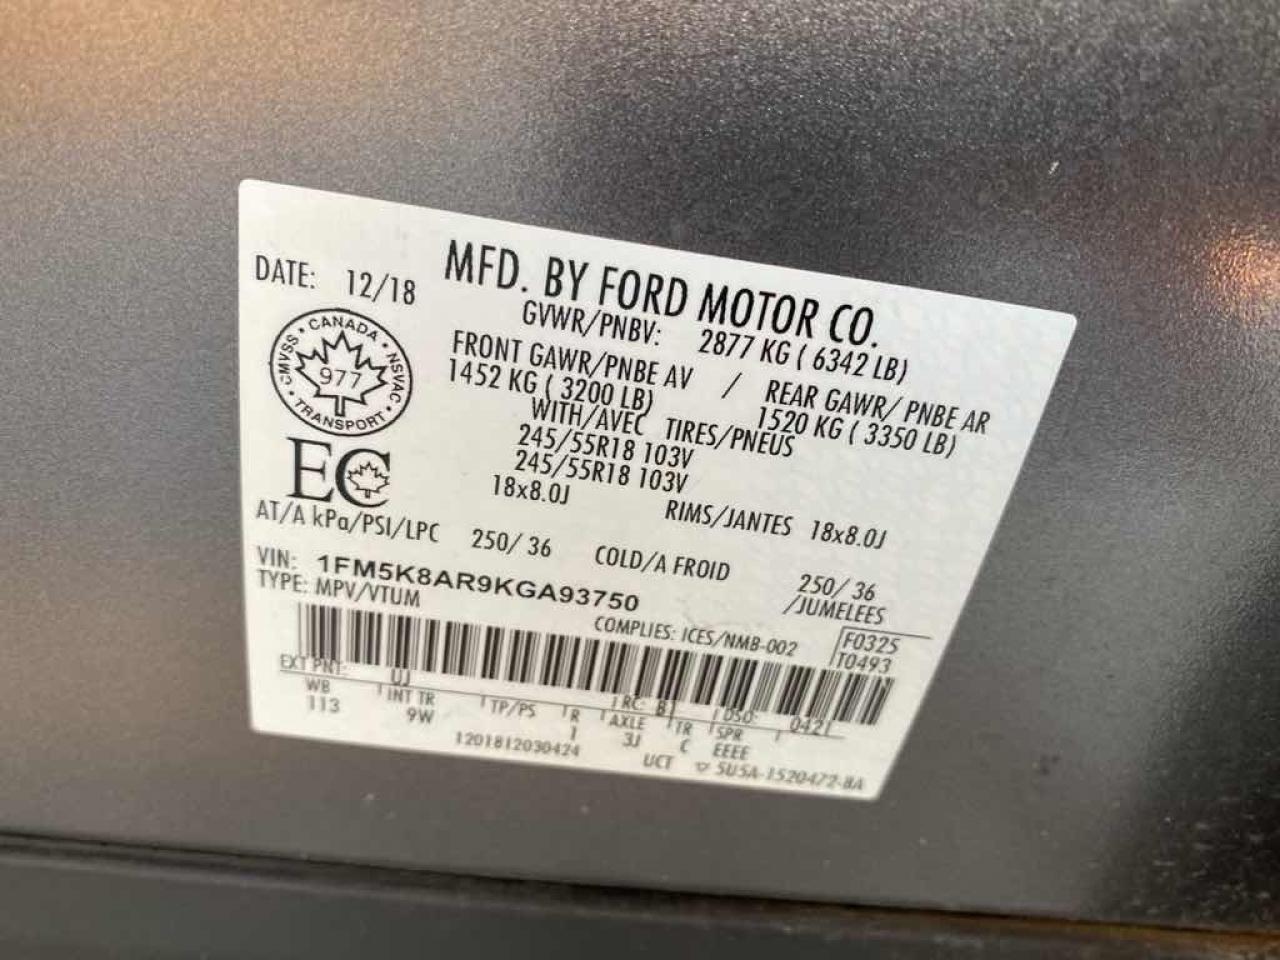 MFD. BY FORD MOTOR CO.
DATE: 12/18
GVWR/PNBV: 2877 KG ( 6342 LB)
FRONT GAWR/PNBE AV / REAR GAWR/ PNBE AR
1452 KG ( 3200 LB) 1520 KG ( 3350 LB)
WITH/AVEC TIRES/PNEUS
245/55R18 103V
245/55R18 103V
18x8.0J RIMS/JANTES 18x8.0J
AT/A kPa/PSI/LPC 250/ 36 COLD/A FROID 250/ 36
CANADA
CMVSS • NSVAC
977
TRANSPORT
EC
VIN: 1FM5K8AR9KGA93750 /JUMELEES
TYPE: MPV/VTUM
COMPLIES: ICES/NMB-002 F0325
T0493
EXT PNT: UJ RC: 81 DSO: 0421
WB INT TR TP/PS R AXLE TR SPR
113 9W 1 3J C EEEE
1201812030424 UCT 5U5A-1520472-BA